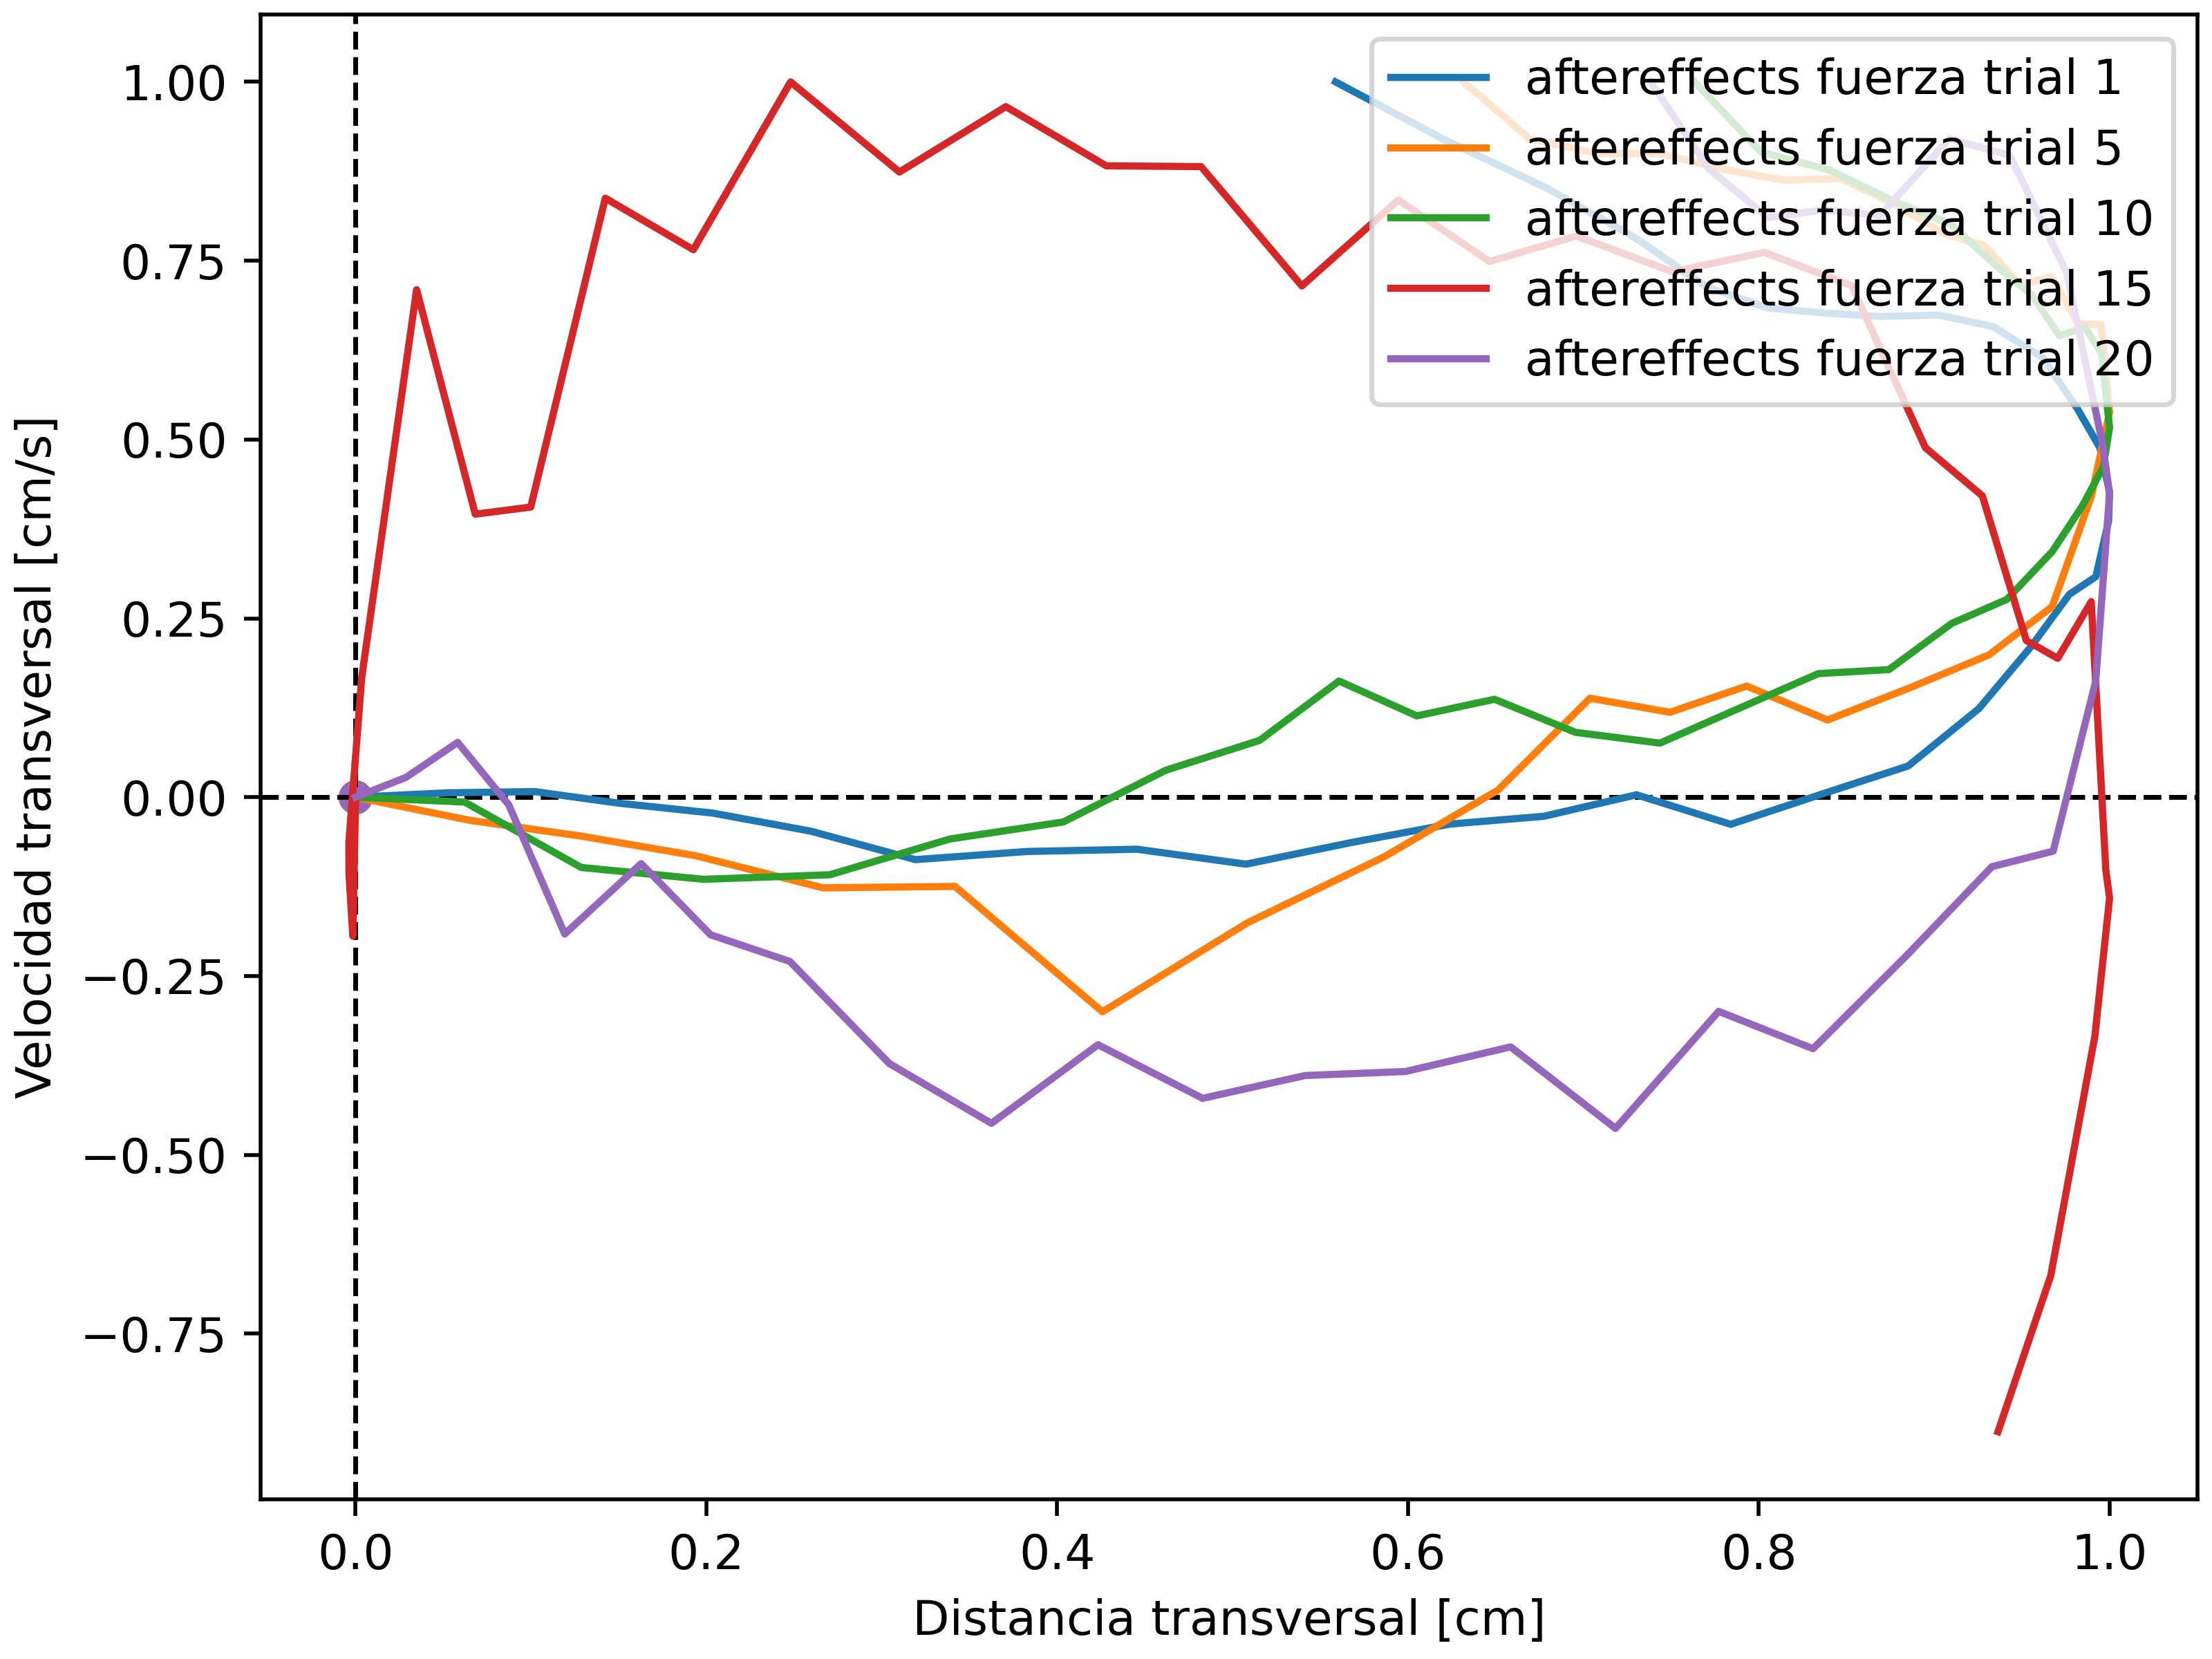 aftereffects fuerza trial 1
aftereffects fuerza trial 5
aftereffects fuerza trial 10
aftereffects fuerza trial 15
aftereffects fuerza trial 20
1.00
0.75
0.50
0.25
0.00
−0.25
−0.50
−0.75
Velocidad transversal [cm/s]
0.0 0.2 0.4 0.6 0.8 1.0
Distancia transversal [cm]